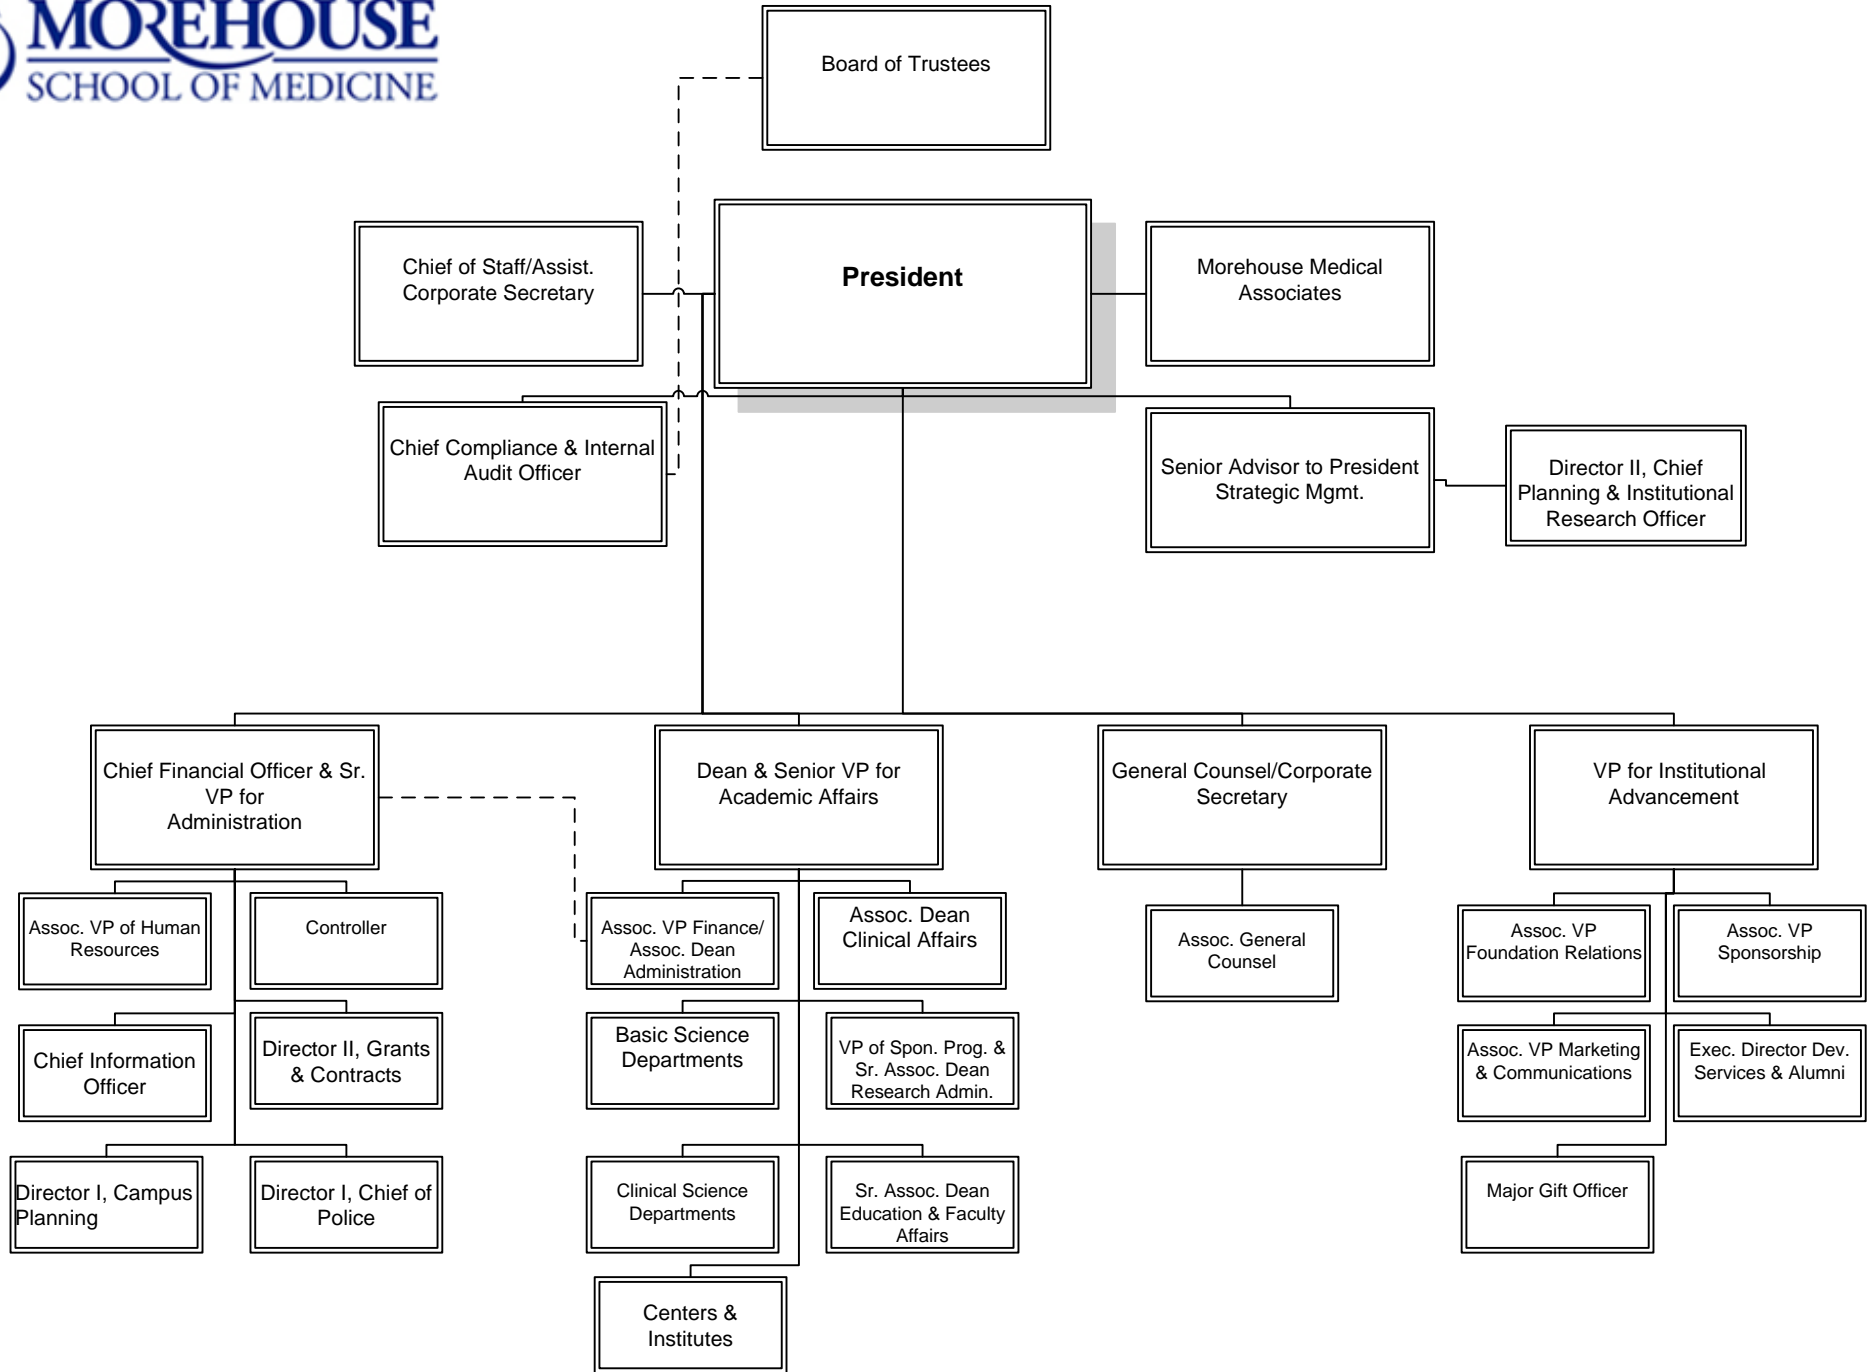 MOREHOUSE
SCHOOL OF MEDICINE
Board of Trustees
Chief of Staff/Assist.
Corporate Secretary
President
Morehouse Medical
Associates
Chief Compliance & Internal
Audit Officer
Senior Advisor to President
Strategic Mgmt.
Director II, Chief
Planning & Institutional
Research Officer
Chief Financial Officer & Sr.
VP for
Administration
Dean & Senior VP for
Academic Affairs
General Counsel/Corporate
Secretary
VP for Institutional
Advancement
Assoc. VP of Human
Resources
Controller
Assoc. VP Finance/
Assoc. Dean
Administration
Assoc. Dean
Clinical Affairs
Assoc. General
Counsel
Assoc. VP
Foundation Relations
Assoc. VP
Sponsorship
Chief Information
Officer
Director II, Grants
& Contracts
Basic Science
Departments
VP of Spon. Prog. &
Sr. Assoc. Dean
Research Admin.
Assoc. VP Marketing
& Communications
Exec. Director Dev.
Services & Alumni
Director I, Campus
Planning
Director I, Chief of
Police
Clinical Science
Departments
Sr. Assoc. Dean
Education & Faculty
Affairs
Major Gift Officer
Centers &
Institutes